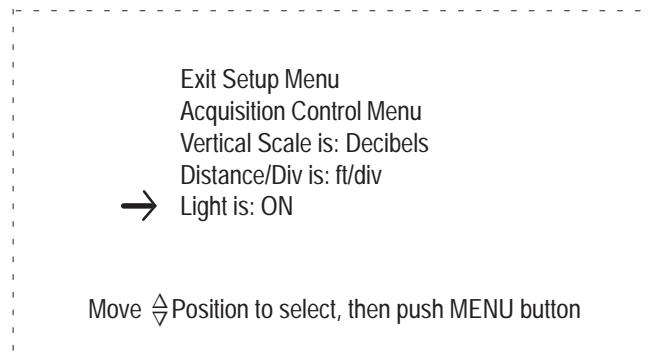 Exit Setup Menu
Acquisition Control Menu
Vertical Scale is: Decibels
Distance/Div is: ft/div
Light is: ON
Move Position to select, then push MENU button